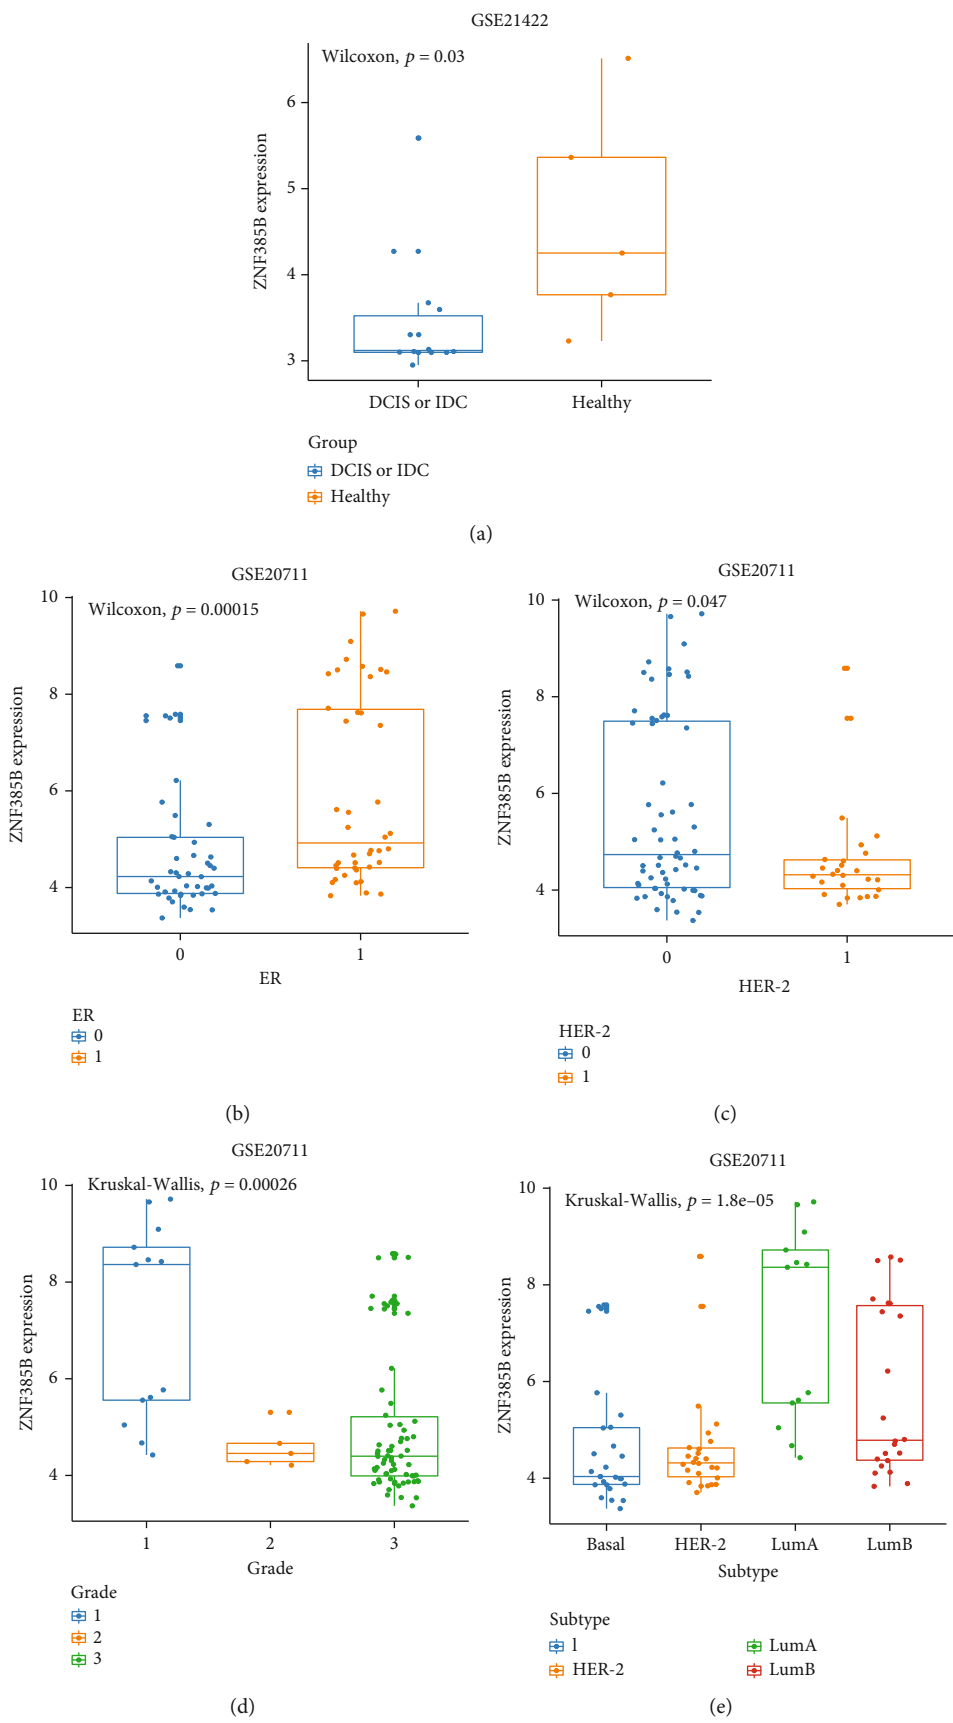 GSE21422
Wilcoxon, p = 0.03
ZNF385B expression
6
5
4
3
DCIS or IDC
Healthy
Group
DCIS or IDC
Healthy
(a)
GSE20711
Wilcoxon, p = 0.00015
ZNF385B expression
10
8
6
4
0
1
ER
ER
0
1
(b)
GSE20711
Wilcoxon, p = 0.047
ZNF385B expression
10
8
6
4
0
1
HER-2
HER-2
0
1
(c)
GSE20711
Kruskal-Wallis, p = 0.00026
ZNF385B expression
10
8
6
4
1
2
3
Grade
Grade
1
2
3
(d)
GSE20711
Kruskal-Wallis, p = 1.8e–05
ZNF385B expression
10
8
6
4
Basal
HER-2
LumA
LumB
Subtype
Subtype
l
HER-2
LumA
LumB
(e)